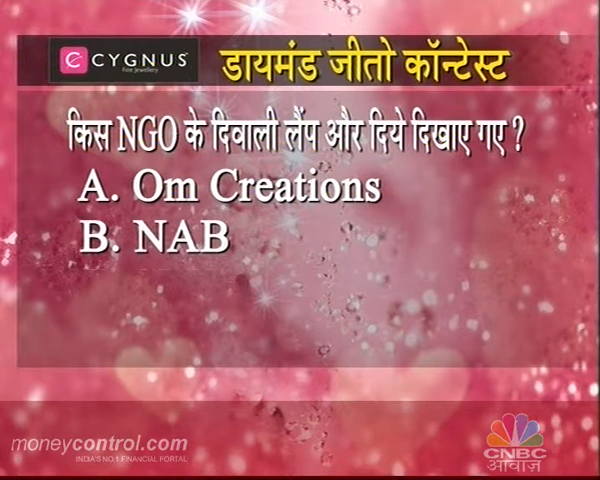 CYGNUS
Fine Jewellery
डायमंड जीतो कॉन्टेस्ट
किस NGO के दिवाली लैंप और दिये दिखाए गए ?
A. Om Creations
B. NAB
moneycontrol.com
INDIA'S NO.1 FINANCIAL PORTAL
CNBC
आवाज़